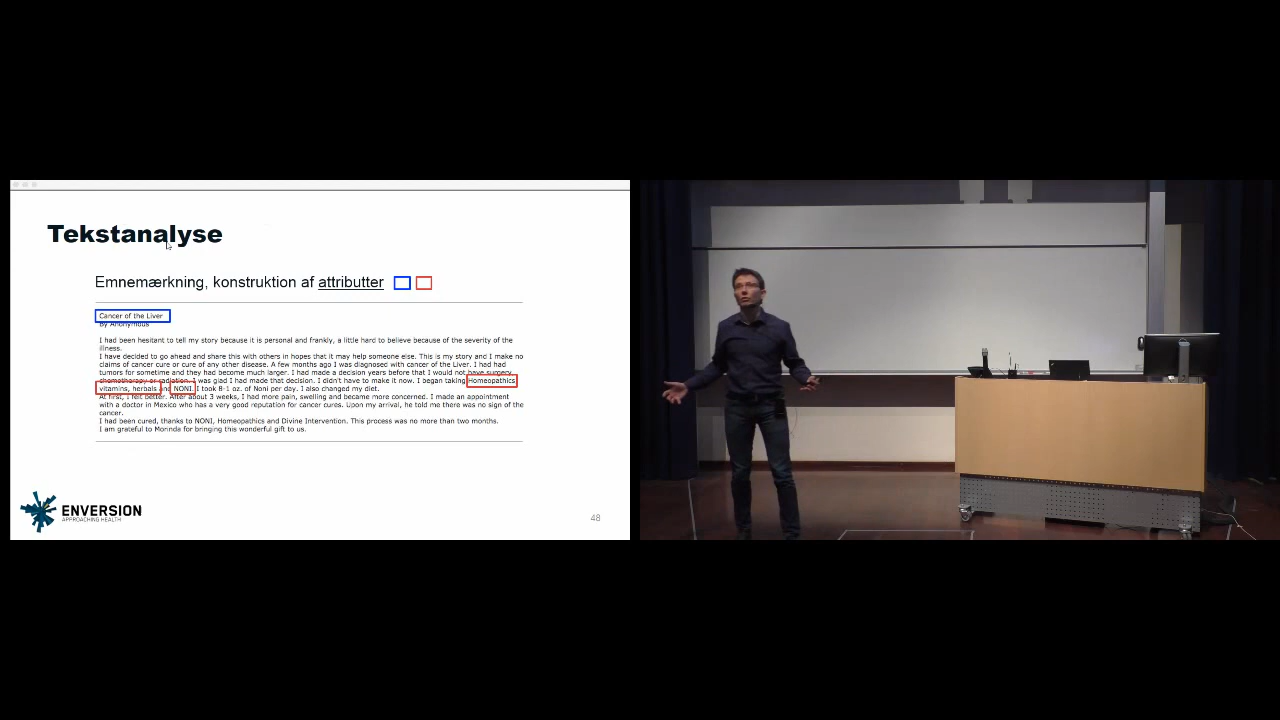 Tekstanalyse
Emnemærkning, konstruktion af attributter
Cancer of the Liver
By Anonymous
I had been hesitant to tell my story because it is personal and frankly, a little hard to believe because of the severity of the
illness.
I have decided to go ahead and share this with others in hopes that it may help someone else. This is my story and I make no
claims of cancer cure or cure of any other disease. A few months ago I was diagnosed with cancer of the Liver. I had had
tumors for sometime and they had become much larger. I had made a decision years before that I would not have surgery
chemotherapy or radiation. I was glad I had made that decision. I didn't have to make it now. I began taking Homeopathics
vitamins, herbals and NONI. I took 8-1 oz. of Noni per day. I also changed my diet.
At first, I felt better. After about 3 weeks, I had more pain, swelling and became more concerned. I made an appointment
with a doctor in Mexico who has a very good reputation for cancer cures. Upon my arrival, he told me there was no sign of the
cancer.
I had been cured, thanks to NONI, Homeopathics and Divine Intervention. This process was no more than two months.
I am grateful to Morinda for bringing this wonderful gift to us.
ENVERSION
APPROACHING HEALTH
48